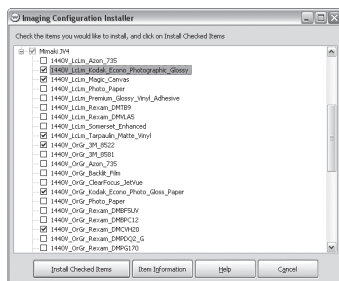 Imaging Configuration Installer
Check the items you would like to install, and click on Install Checked Items
Mimaki JV4
1440V_LcLm_Azon_735
1440V_LcLm_Kodak_Econo_Photographic_Glossy
1440V_LcLm_Magic_Canvas
1440V_LcLm_Photo_Paper
1440V_LcLm_Premium_Glossy_Vinyl_Adhesive
1440V_LcLm_Rexam_DMTB9
1440V_LcLm_Rexam_DMVLA5
1440V_LcLm_Somerset_Enhanced
1440V_LcLm_Tarpaulin_Matte_Vinyl
1440V_OrGr_3M_8522
1440V_OrGr_3M_8581
1440V_OrGr_Azon_735
1440V_OrGr_Backlit_Film
1440V_OrGr_ClearFocus_JetVue
1440V_OrGr_Kodak_Econo_Photo_Gloss_Paper
1440V_OrGr_Photo_Paper
1440V_OrGr_Rexam_DMBF5UV
1440V_OrGr_Rexam_DMBPC12
1440V_OrGr_Rexam_DMCVH20
1440V_OrGr_Rexam_DMPDQ2_G
1440V_OrGr_Rexam_DMPG170
Install Checked Items
Item Information
Help
Cancel